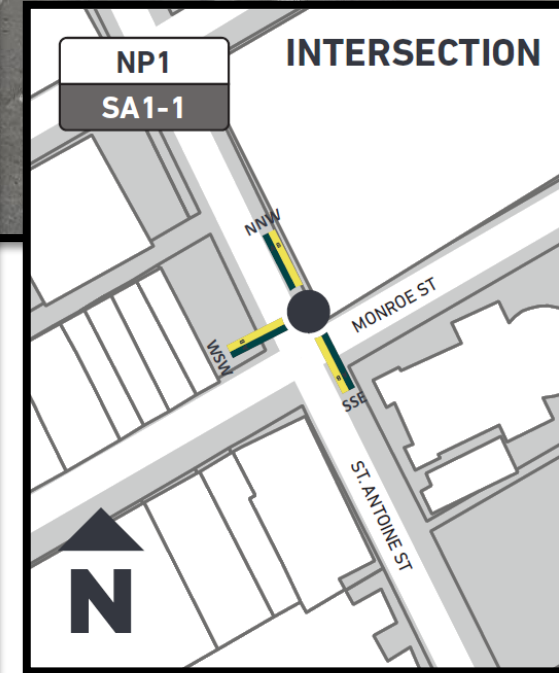 NP1
SA1-1
INTERSECTION
NNW
MONROE ST
WSW
SSE
ST. ANTOINE ST
N